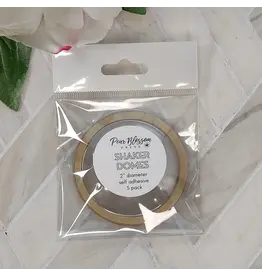 Pear Blossom
PRESS
SHAKER
DOMES
2" diameter
self adhesive
5 pack